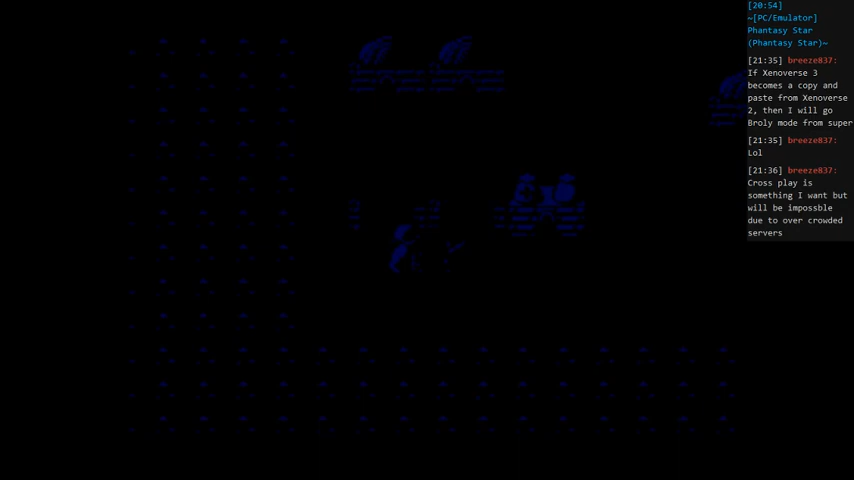 [20:54]
~[PC/Emulator]
Phantasy Star
(Phantasy Star)~
[21:35] breeze837:
If Xenoverse 3
becomes a copy and
paste from Xenoverse
2, then I will go
Broly mode from super
[21:35] breeze837:
Lol
[21:36] breeze837:
Cross play is
something I want but
will be impossble
due to over crowded
servers